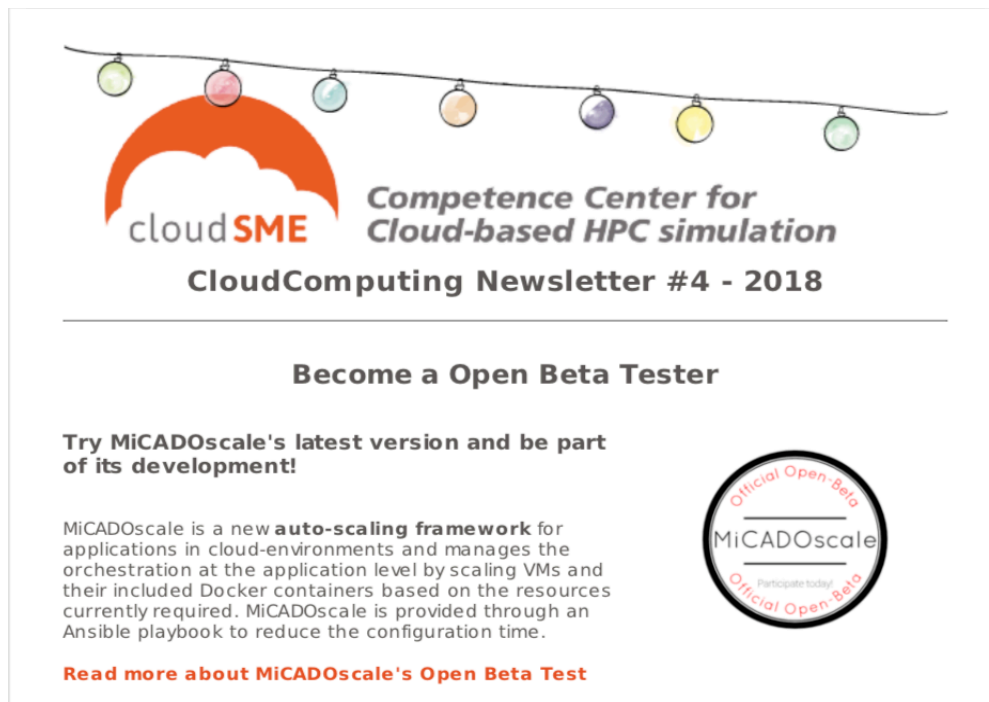 cloudSME
Competence Center for
Cloud-based HPC simulation
CloudComputing Newsletter #4 - 2018
Become a Open Beta Tester
Try MiCADOscale's latest version and be part
of its development!
MiCADOscale is a new auto-scaling framework for
applications in cloud-environments and manages the
orchestration at the application level by scaling VMs and
their included Docker containers based on the resources
currently required. MiCADOscale is provided through an
Ansible playbook to reduce the configuration time.
Read more about MiCADOscale's Open Beta Test
Official Open-Beta
MiCADOscale
Participate today!
Official Open-Beta